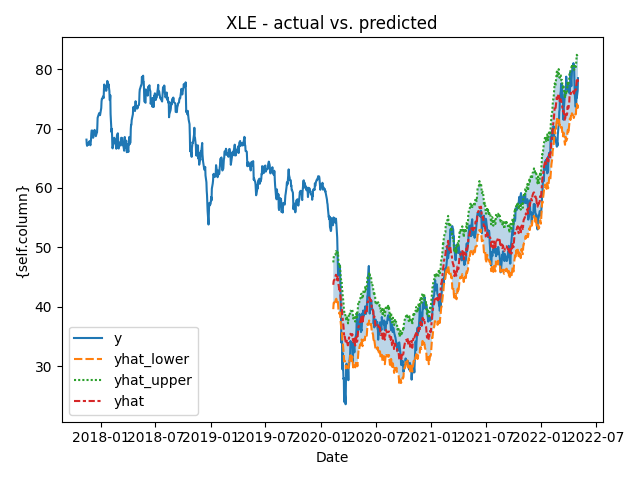 XLE - actual vs. predicted
80
70
60
50
40
30
{self.column}
y
yhat_lower
yhat_upper
yhat
2018-01 2018-07 2019-01 2019-07 2020-01 2020-07 2021-01 2021-07 2022-01 2022-07
Date